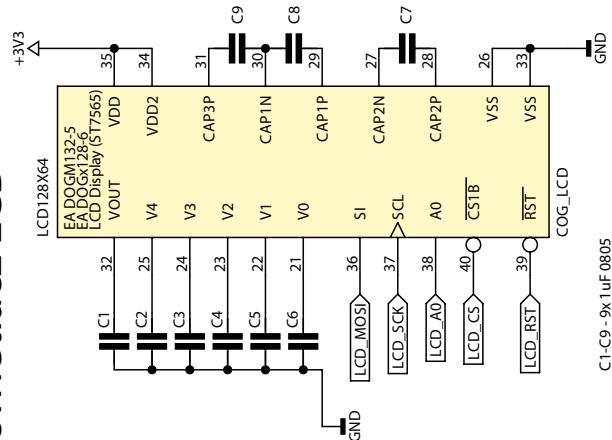 LCD
+3V3
LCD128X64
EA DOGM132-5
EA DOGx128-6
LCD Display (ST7565)
C1
32
VOUT
VDD
35
C2
25
V4
VDD2
34
C3
24
V3
CAP3P
31
C9
C4
23
V2
CAP1N
30
C5
22
V1
C8
CAP1P
29
C6
21
V0
GND
LCD_MOSI
36
SI
CAP2N
27
C7
LCD_SCK
37
SCL
CAP2P
28
LCD_A0
38
A0
LCD_CS
40
CS1B
VSS
26
LCD_RST
39
RST
VSS
33
COG_LCD
GND
C1-C9 - 9x 1uF 0805